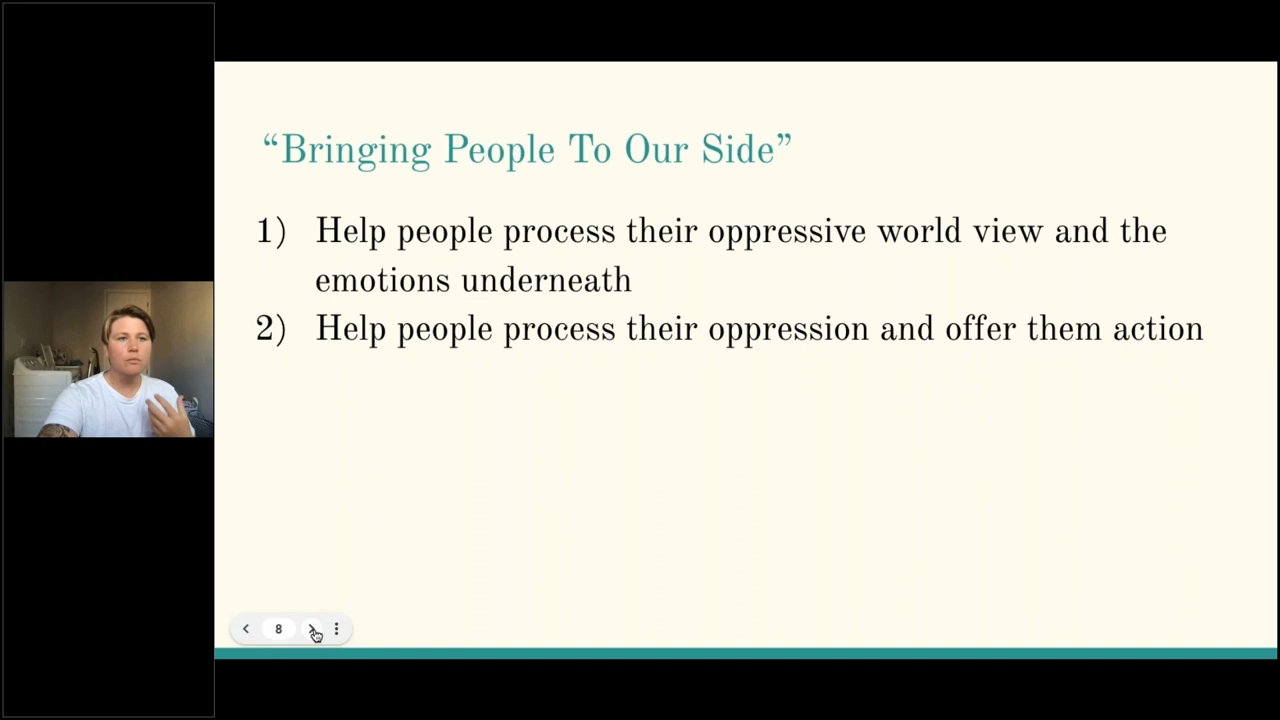 “Bringing People To Our Side”
1) Help people process their oppressive world view and the
emotions underneath
2) Help people process their oppression and offer them action
8